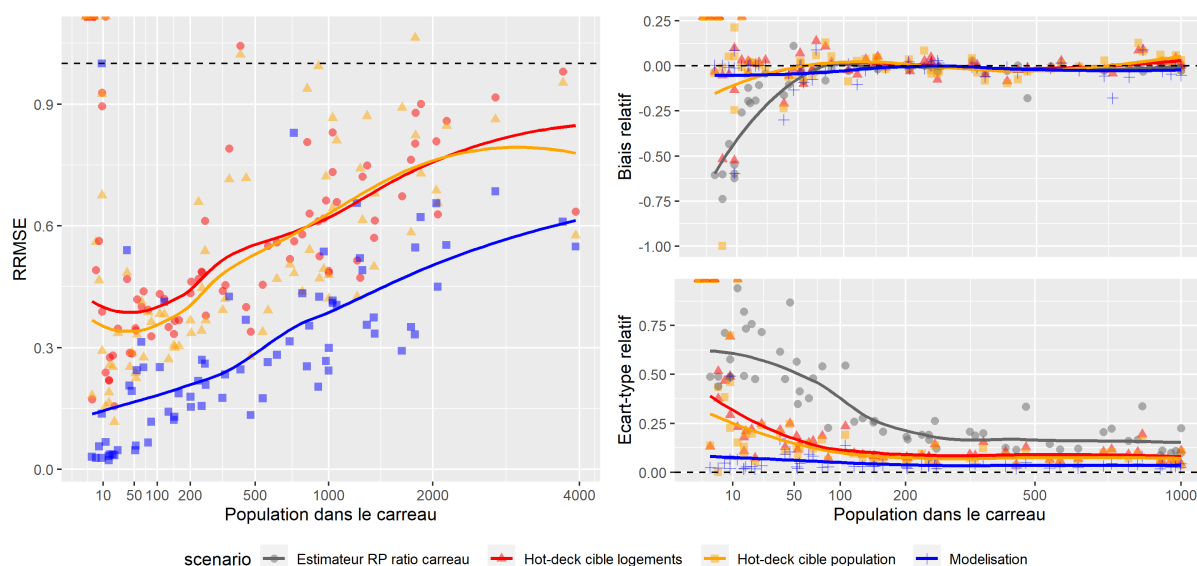 RRMSE
0.9
0.6
0.3
0.0
10 50 100 200 500 1000 2000 4000
Population dans le carreau
Biais relatif
0.25
0.00
-0.25
-0.50
-0.75
-1.00
Ecart-type relatif
0.75
0.50
0.25
0.00
10 50 100 200 500 1000
Population dans le carreau
scenario Estimateur RP ratio carreau Hot-deck cible logements Hot-deck cible population Modelisation